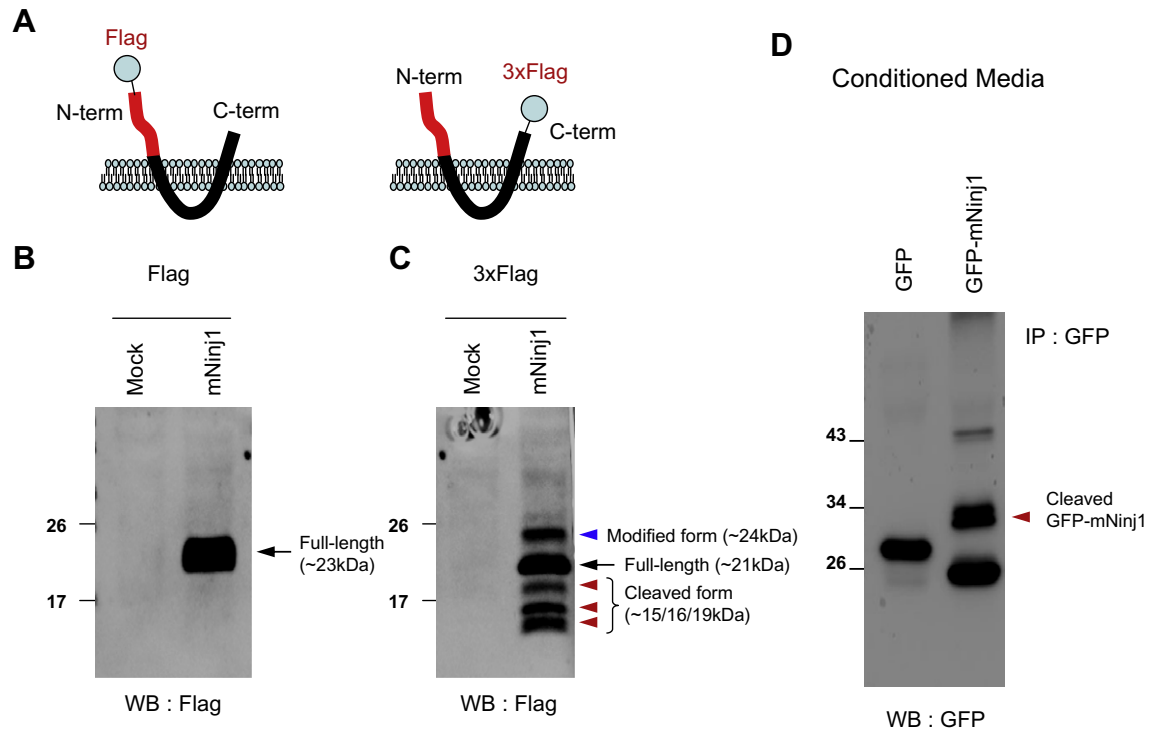 A
Flag
N-term
C-term
N-term
3xFlag
C-term
B
Flag
Mock
mNinj1
26
17
Full-length
(~23kDa)
WB : Flag
C
3xFlag
Mock
mNinj1
26
17
Modified form (~24kDa)
Full-length (~21kDa)
Cleaved form
(~15/16/19kDa)
WB : Flag
D
Conditioned Media
GFP
GFP-mNinj1
IP : GFP
43
34
26
Cleaved
GFP-mNinj1
WB : GFP